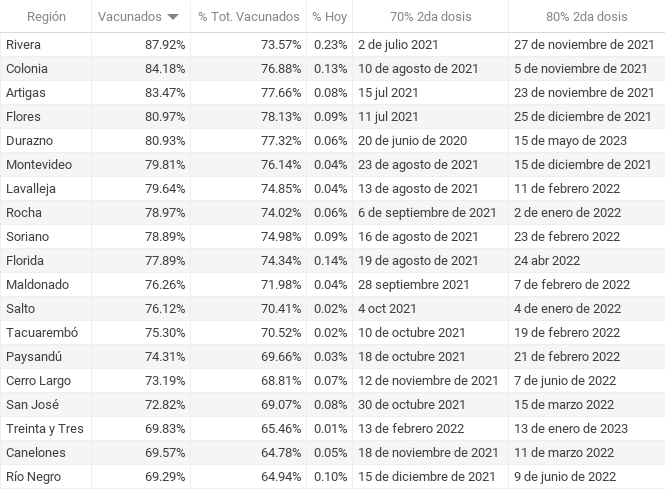 Región Vacunados % Tot. Vacunados % Hoy 70% 2da dosis 80% 2da dosis
Rivera 87.92% 73.57% 0.23% 2 de julio 2021 27 de noviembre de 2021
Colonia 84.18% 76.88% 0.13% 10 de agosto de 2021 5 de noviembre de 2021
Artigas 83.47% 77.66% 0.08% 15 jul 2021 23 de noviembre de 2021
Flores 80.97% 78.13% 0.09% 11 jul 2021 25 de diciembre de 2021
Durazno 80.93% 77.32% 0.06% 20 de junio de 2020 15 de mayo de 2023
Montevideo 79.81% 76.14% 0.04% 23 de agosto de 2021 15 de diciembre de 2021
Lavalleja 79.64% 74.85% 0.04% 13 de agosto de 2021 11 de febrero 2022
Rocha 78.97% 74.02% 0.06% 6 de septiembre de 2021 2 de enero de 2022
Soriano 78.89% 74.98% 0.09% 16 de agosto de 2021 23 de febrero 2022
Florida 77.89% 74.34% 0.14% 19 de agosto de 2021 24 abr 2022
Maldonado 76.26% 71.98% 0.04% 28 septiembre 2021 7 de febrero de 2022
Salto 76.12% 70.41% 0.02% 4 oct 2021 4 de enero de 2022
Tacuarembó 75.30% 70.52% 0.02% 10 de octubre 2021 19 de febrero 2022
Paysandú 74.31% 69.66% 0.03% 18 de octubre 2021 21 de febrero 2022
Cerro Largo 73.19% 68.81% 0.07% 12 de noviembre de 2021 7 de junio de 2022
San José 72.82% 69.07% 0.08% 30 de octubre 2021 15 de marzo 2022
Treinta y Tres 69.83% 65.46% 0.01% 13 de febrero 2022 13 de enero de 2023
Canelones 69.57% 64.78% 0.05% 18 de noviembre de 2021 11 de marzo 2022
Río Negro 69.29% 64.94% 0.10% 15 de diciembre de 2021 9 de junio de 2022